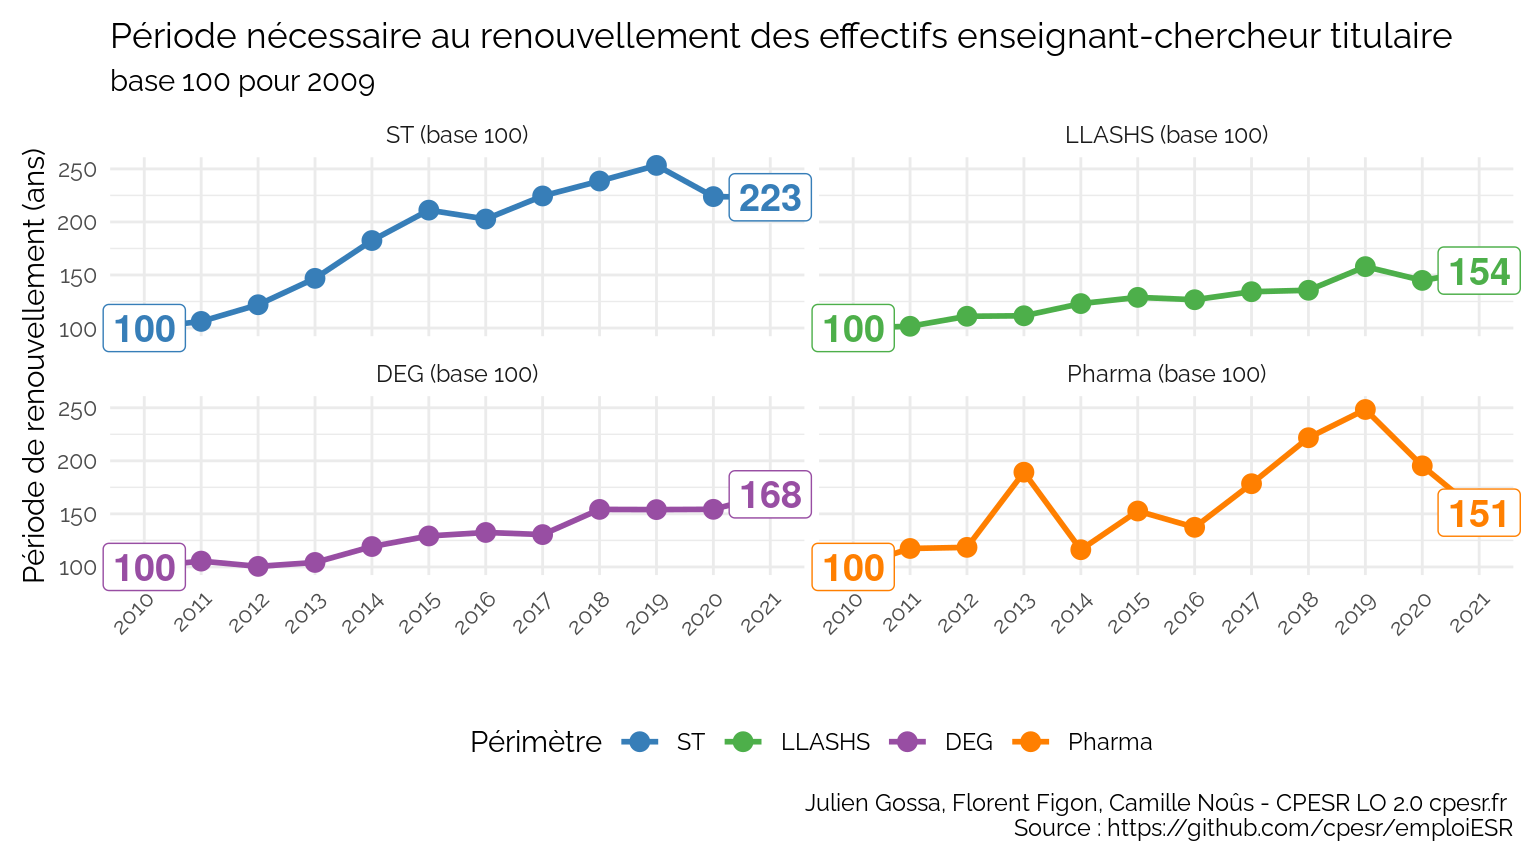 Période nécessaire au renouvellement des effectifs enseignant-chercheur titulaire
base 100 pour 2009
Période de renouvellement (ans)
ST (base 100)
250
200
150
100
100
223
LLASHS (base 100)
100
154
DEG (base 100)
250
200
150
100
100
168
2010 2011 2012 2013 2014 2015 2016 2017 2018 2019 2020 2021
Pharma (base 100)
100
151
2010 2011 2012 2013 2014 2015 2016 2017 2018 2019 2020 2021
Périmètre ST LLASHS DEG Pharma
Julien Gossa, Florent Figon, Camille Noûs - CPESR LO 2.0 cpesr.fr
Source : https://github.com/cpesr/emploiESR